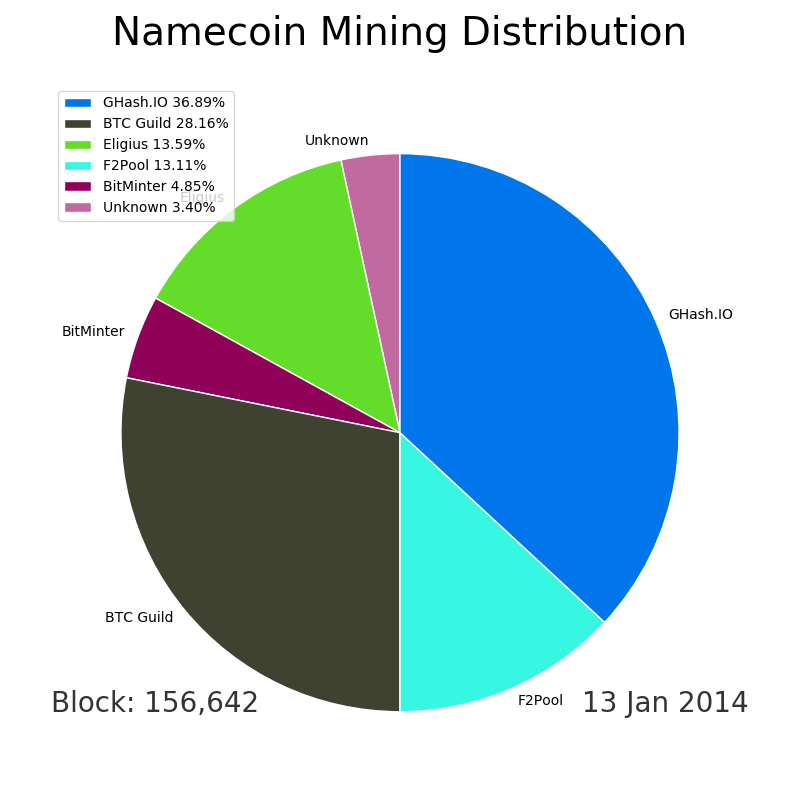 Namecoin Mining Distribution
GHash.IO 36.89%
BTC Guild 28.16%
Eligius 13.59%
F2Pool 13.11%
BitMinter 4.85%
Unknown 3.40%
Unknown
Eligius
GHash.IO
BitMinter
BTC Guild
F2Pool
Block: 156,642
13 Jan 2014